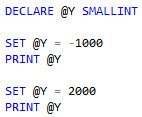 DECLARE @Y SMALLINT
SET @Y = -1000
PRINT @Y
SET @Y = 2000
PRINT @Y